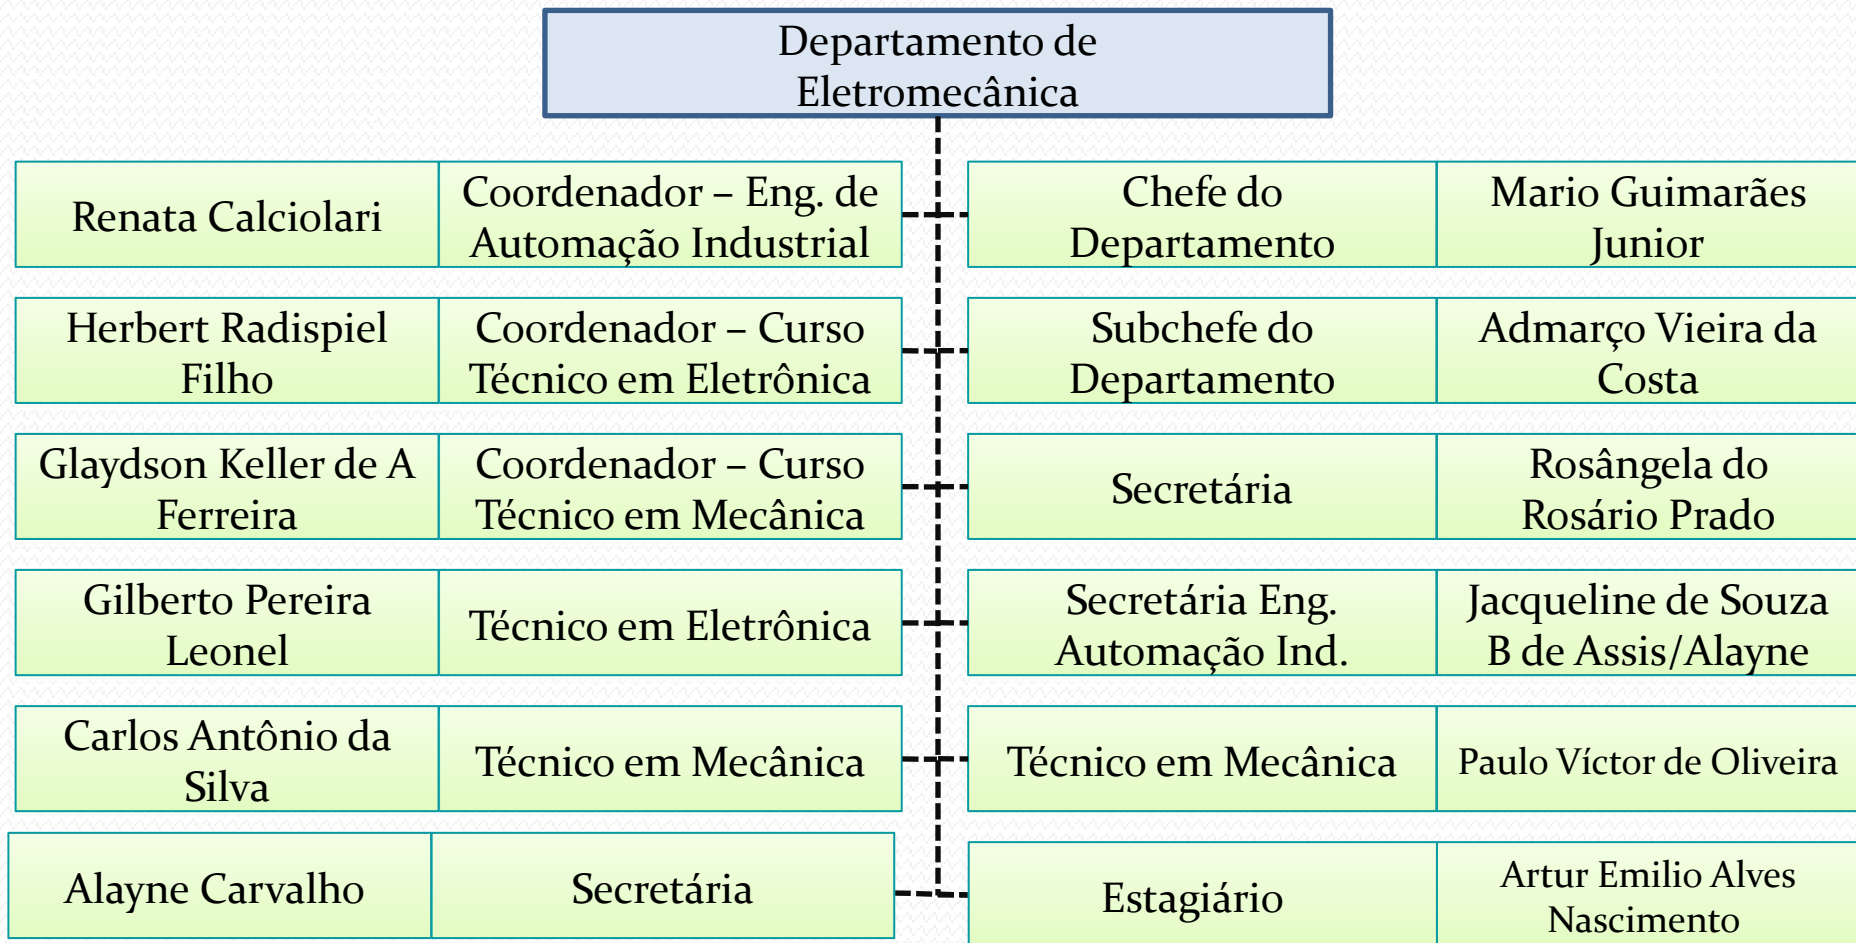 Departamento de
Eletromecânica
Renata Calciolari
Coordenador – Eng. de
Automação Industrial
Chefe do
Departamento
Mario Guimarães
Junior
Herbert Radispiel
Filho
Coordenador – Curso
Técnico em Eletrônica
Subchefe do
Departamento
Admarço Vieira da
Costa
Glaydson Keller de A
Ferreira
Coordenador – Curso
Técnico em Mecânica
Secretária
Rosângela do
Rosário Prado
Gilberto Pereira
Leonel
Técnico em Eletrônica
Secretária Eng.
Automação Ind.
Jacqueline de Souza
B de Assis/Alayne
Carlos Antônio da
Silva
Técnico em Mecânica
Técnico em Mecânica
Paulo Víctor de Oliveira
Alayne Carvalho
Secretária
Estagiário
Artur Emilio Alves
Nascimento